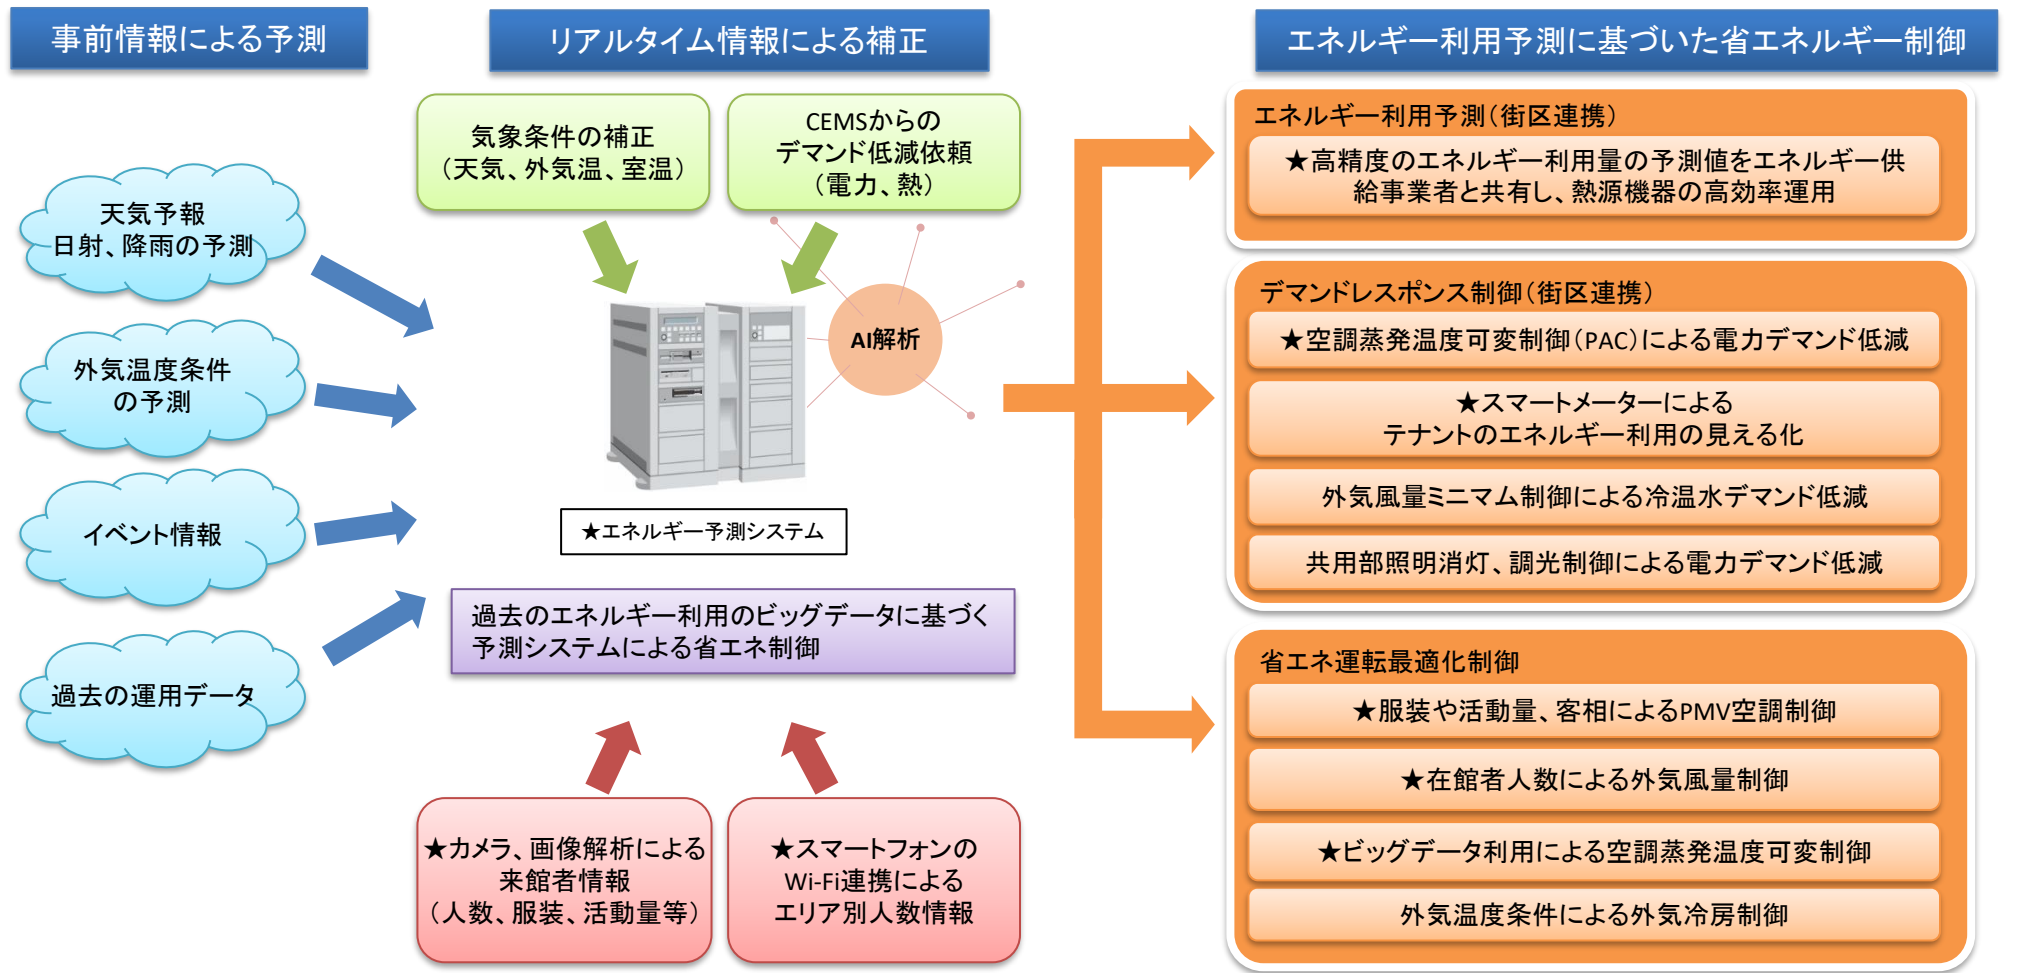 事前情報による予測
天気予報
日射、降雨の予測
外気温度条件
の予測
イベント情報
過去の運用データ
リアルタイム情報による補正
気象条件の補正
（天気、外気温、室温）
CEMSからの
デマンド低減依頼
（電力、熱）
AI解析
★エネルギー予測システム
過去のエネルギー利用のビッグデータに基づく
予測システムによる省エネ制御
★カメラ、画像解析による
来館者情報
（人数、服装、活動量等）
★スマートフォンの
Wi-Fi連携による
エリア別人数情報
エネルギー利用予測に基づいた省エネルギー制御
エネルギー利用予測（街区連携）
★高精度のエネルギー利用量の予測値をエネルギー供
給事業者と共有し、熱源機器の高効率運用
デマンドレスポンス制御（街区連携）
★空調蒸発温度可変制御（PAC）による電力デマンド低減
★スマートメーターによる
テナントのエネルギー利用の見える化
外気風量ミニマム制御による冷温水デマンド低減
共用部照明消灯、調光制御による電力デマンド低減
省エネ運転最適化制御
★服装や活動量、客相によるPMV空調制御
★在館者人数による外気風量制御
★ビッグデータ利用による空調蒸発温度可変制御
外気温度条件による外気冷房制御